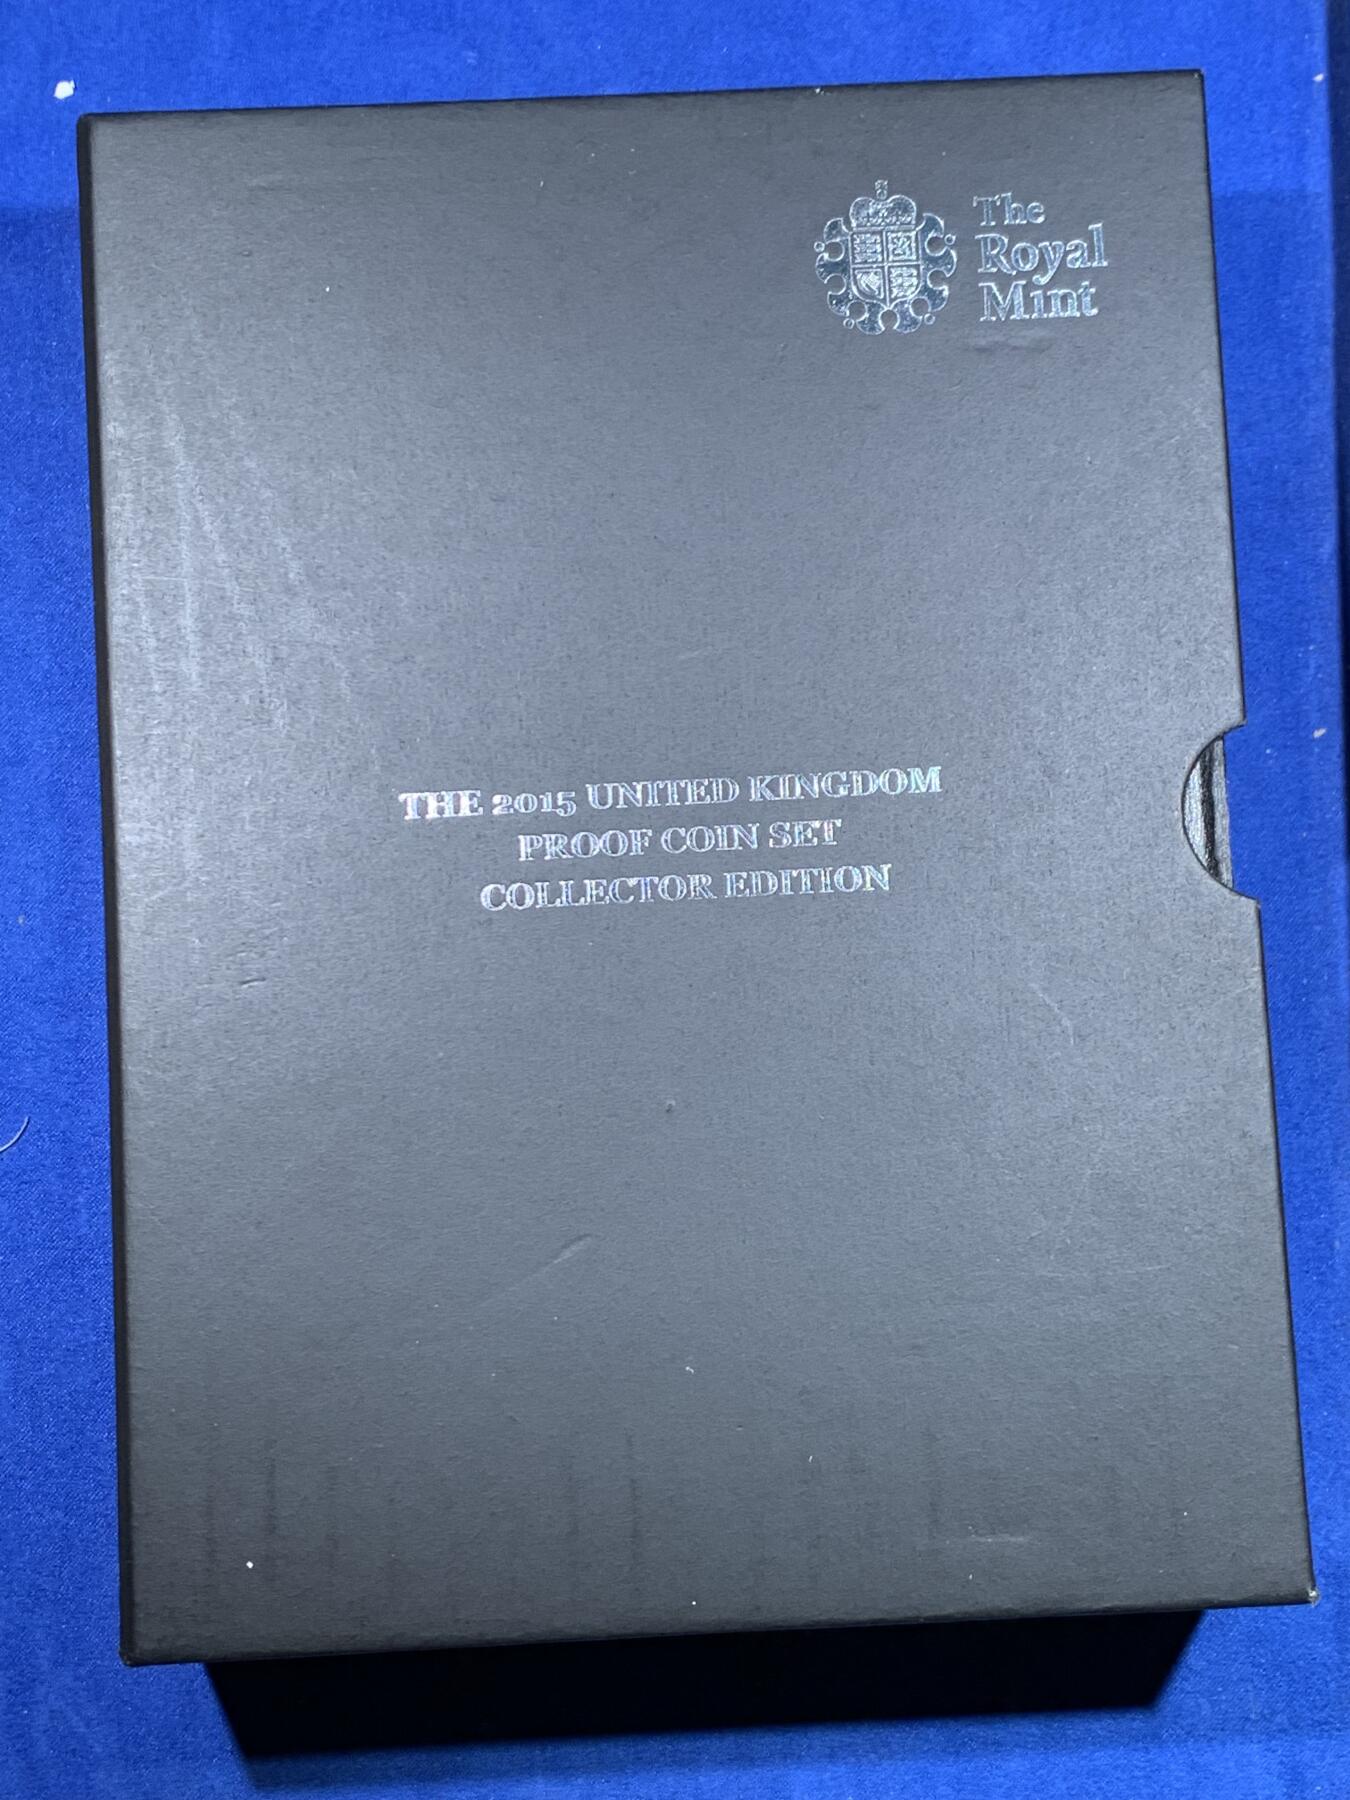 The
Royal
Mint
THE 2015 UNITED KINGDOM
PROOF COIN SET
COLLECTOR EDITION